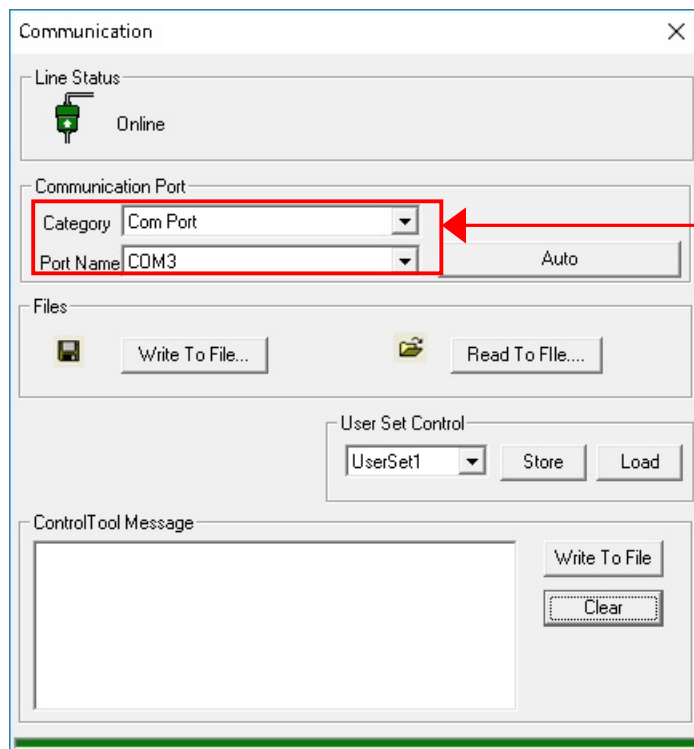 Communication
Line Status
Online
Communication Port
Category Com Port
Port Name COM3
Auto
Files
Write To File...
Read To FIle....
User Set Control
UserSet1
Store
Load
ControlTool Message
Write To File
Clear